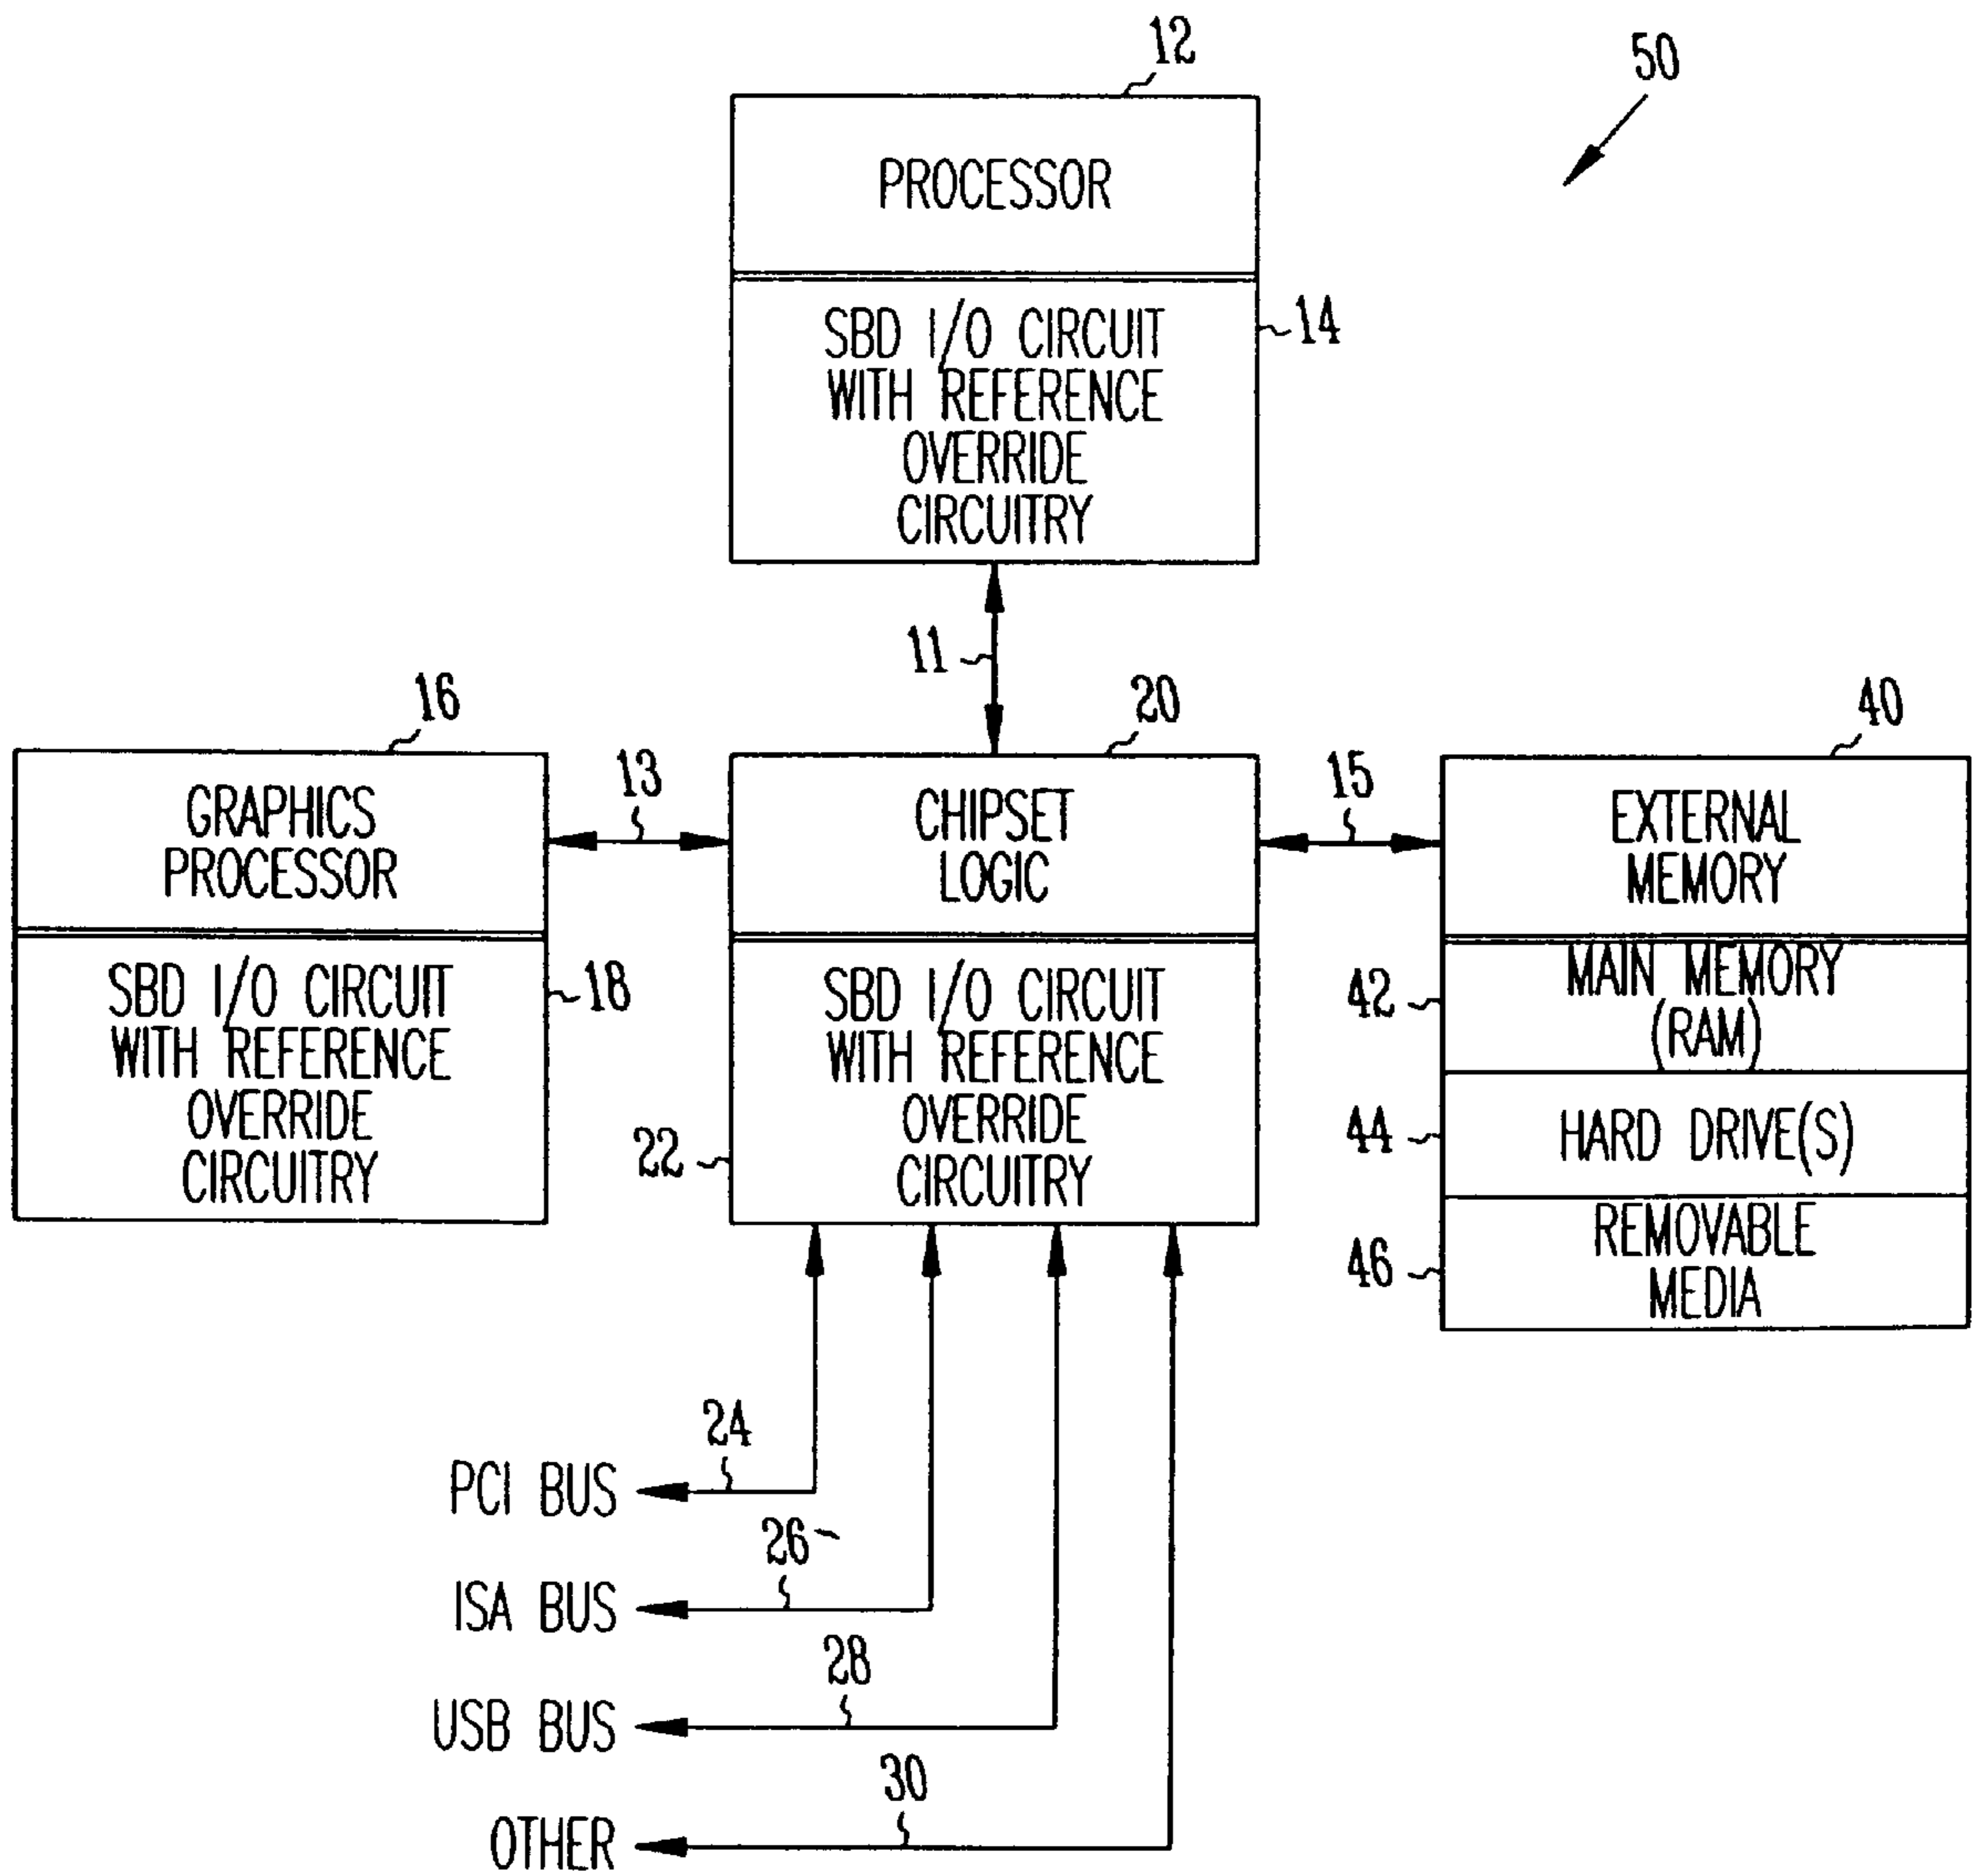 12
50
PROCESSOR
SBD I/O CIRCUIT
WITH REFERENCE
OVERRIDE
CIRCUITRY
14
11
16
GRAPHICS
PROCESSOR
SBD I/O CIRCUIT
WITH REFERENCE
OVERRIDE
CIRCUITRY
18
13
20
CHIPSET
LOGIC
SBD I/O CIRCUIT
WITH REFERENCE
OVERRIDE
CIRCUITRY
22
15
40
EXTERNAL
MEMORY
42
MAIN MEMORY
(RAM)
44
HARD DRIVE(S)
46
REMOVABLE
MEDIA
24
PCI BUS
26
ISA BUS
28
USB BUS
30
OTHER